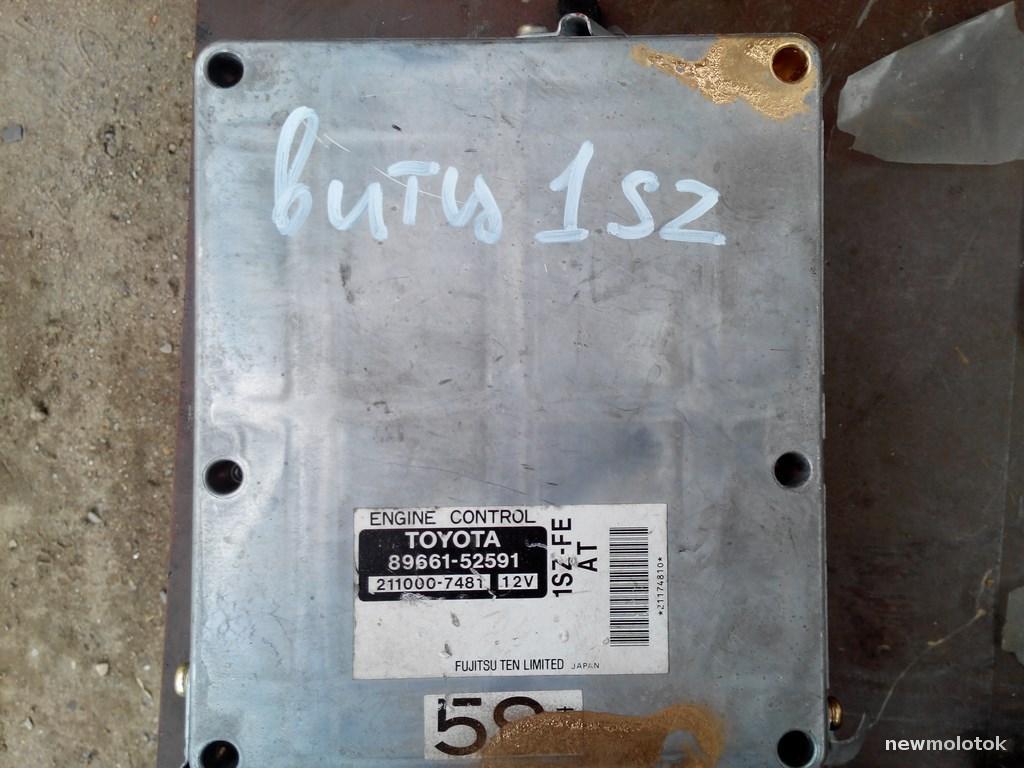 витц 1sz
ENGINE CONTROL
TOYOTA
89661-52591
211000-7481 12V
1SZ-FE
AT
*21174810*
FUJITSU TEN LIMITED JAPAN
newmolotok